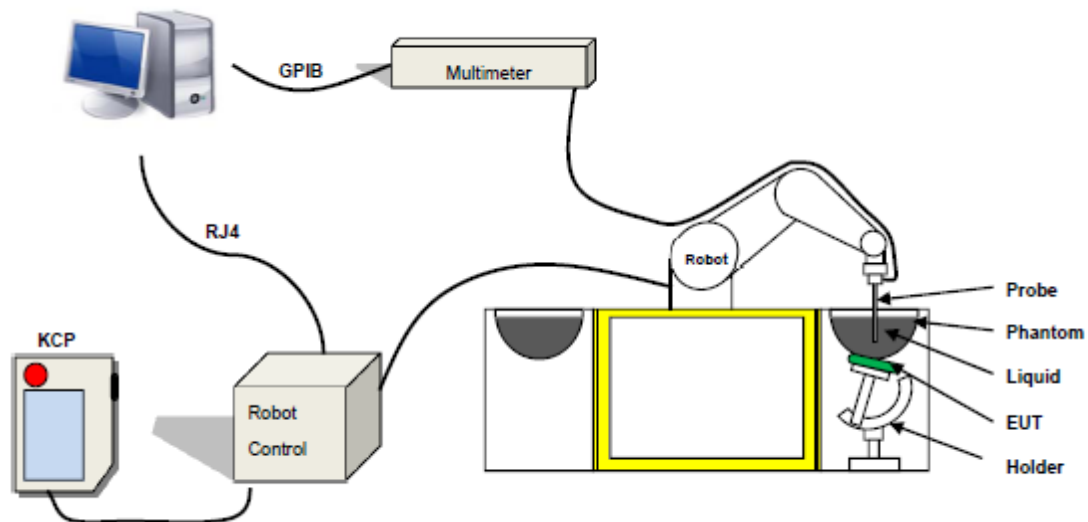 GPIB
Multimeter
RJ4
Robot
Probe
Phantom
KCP
Liquid
Robot
Control
EUT
Holder